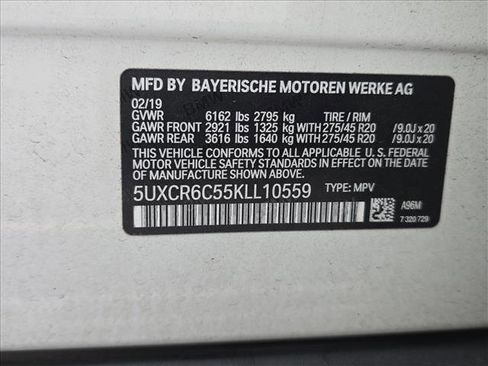 MFD BY BAYERISCHE MOTOREN WERKE AG
02/19
GVWR 6162 lbs 2795 kg TIRE / RIM
GAWR FRONT 2921 lbs 1325 kg WITH 275/45 R20 /9.0J x 20
GAWR REAR 3616 lbs 1640 kg WITH 275/45 R20 /9.0J x 20
THIS VEHICLE CONFORMS TO ALL APPLICABLE U.S. FEDERAL
MOTOR VEHICLE SAFETY STANDARDS IN EFFECT ON THE DATE
OF MANUFACTURE SHOWN ABOVE.
5UXCR6C55KLL10559 TYPE: MPV
A96M
7 320 729